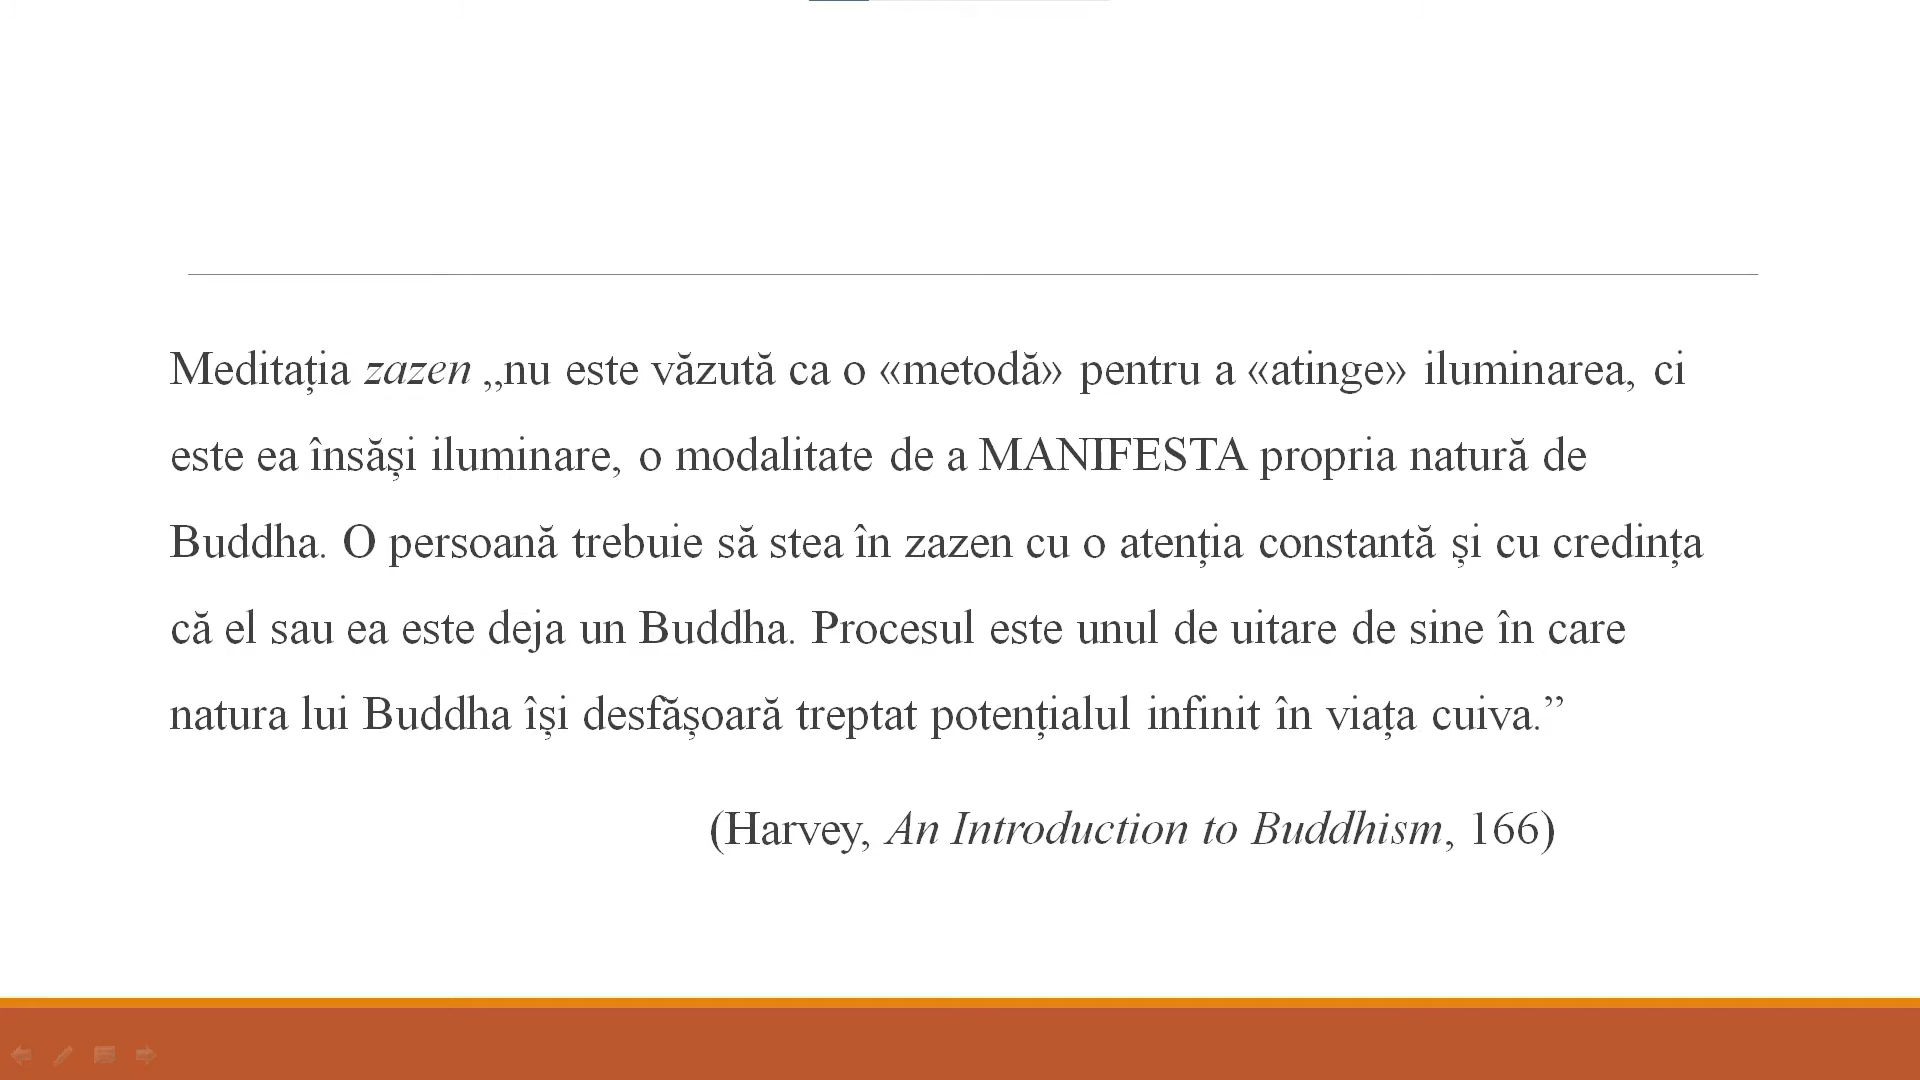 Meditația zazen „nu este văzută ca o «metodă» pentru a «atinge» iluminarea, ci
este ea însăși iluminare, o modalitate de a MANIFESTA propria natură de
Buddha. O persoană trebuie să stea în zazen cu o atenția constantă și cu credința
că el sau ea este deja un Buddha. Procesul este unul de uitare de sine în care
natura lui Buddha își desfășoară treptat potențialul infinit în viața cuiva.”
(Harvey, An Introduction to Buddhism, 166)